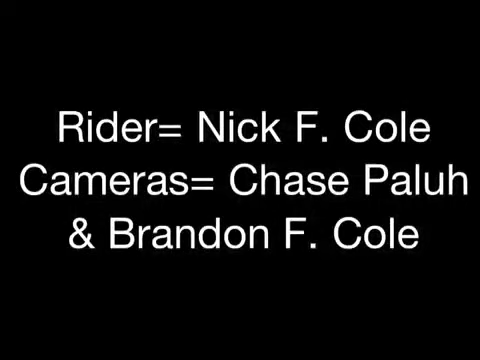 Rider= Nick F. Cole
Cameras= Chase Paluh
& Brandon F. Cole